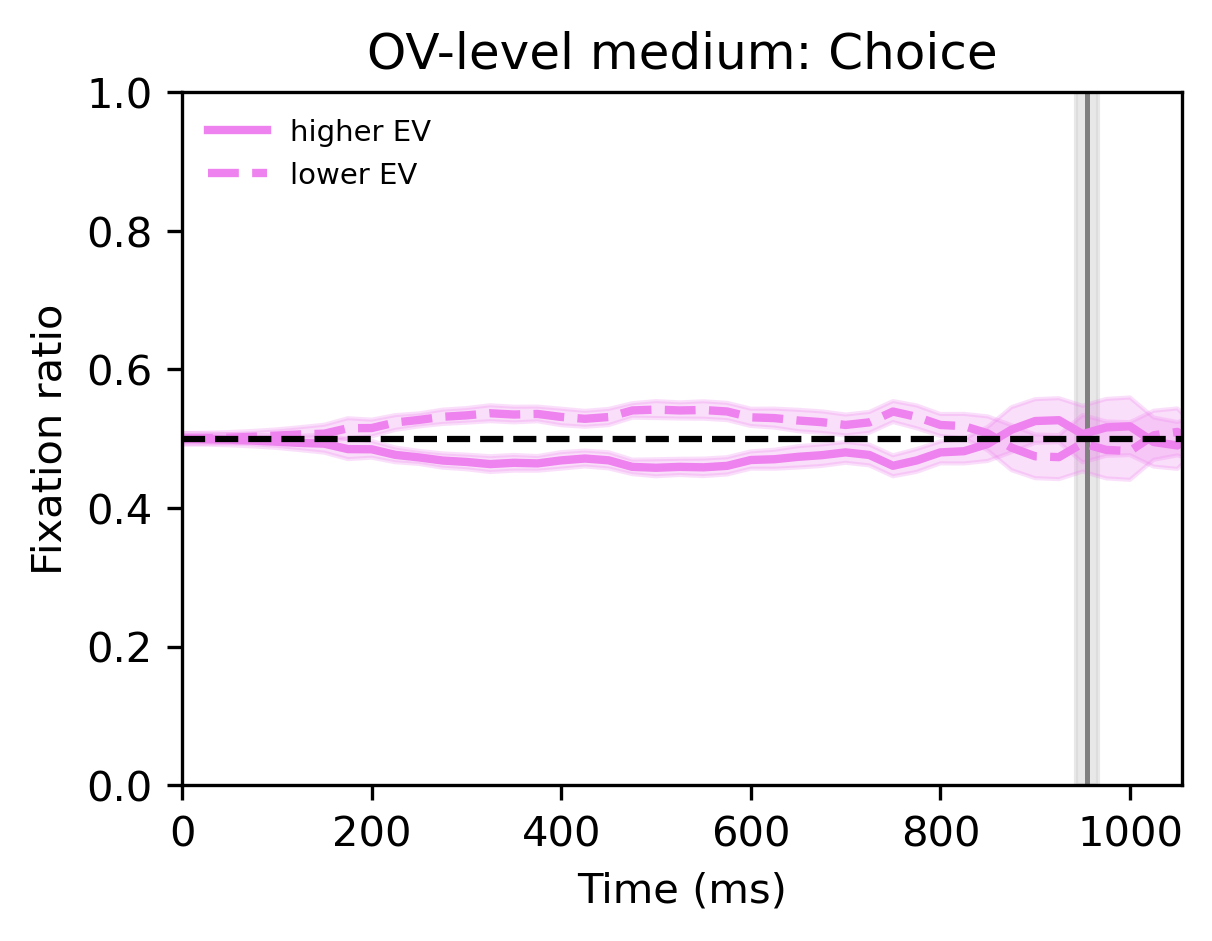 OV-level medium: Choice
higher EV
lower EV
1.0
0.8
0.6
0.4
0.2
0.0
Fixation ratio
0 200 400 600 800 1000
Time (ms)